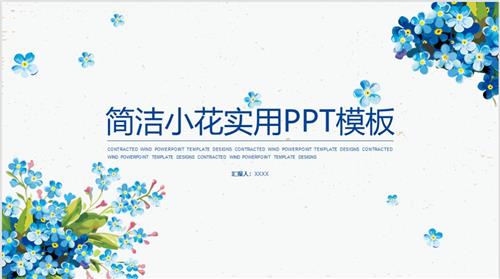 简洁小花实用PPT模板
CONTRACTED WIND POWERPOINT TEMPLATE DESIGNS CONTRACTED WIND POWERPOINT TEMPLATE DESIGNS CONTRACTED
WIND POWERPOINT TEMPLATE DESIGNS CONTRACTED WIND POWERPOINT TEMPLATE DESIGNS
汇报人：XXXX